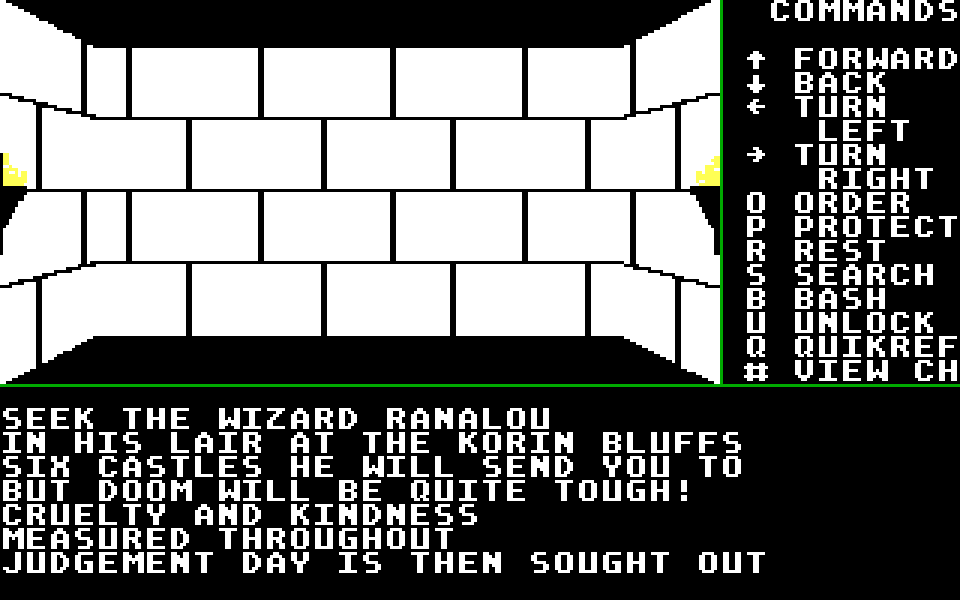 COMMANDS
↑ FORWARD
↓ BACK
← TURN
LEFT
→ TURN
RIGHT
O ORDER
P PROTECT
R REST
S SEARCH
B BASH
U UNLOCK
Q QUIKREF
# VIEW CH
SEEK THE WIZARD RANALOU
IN HIS LAIR AT THE KORIN BLUFFS
SIX CASTLES HE WILL SEND YOU TO
BUT DOOM WILL BE QUITE TOUGH!
CRUELTY AND KINDNESS
MEASURED THROUGHOUT
JUDGEMENT DAY IS THEN SOUGHT OUT